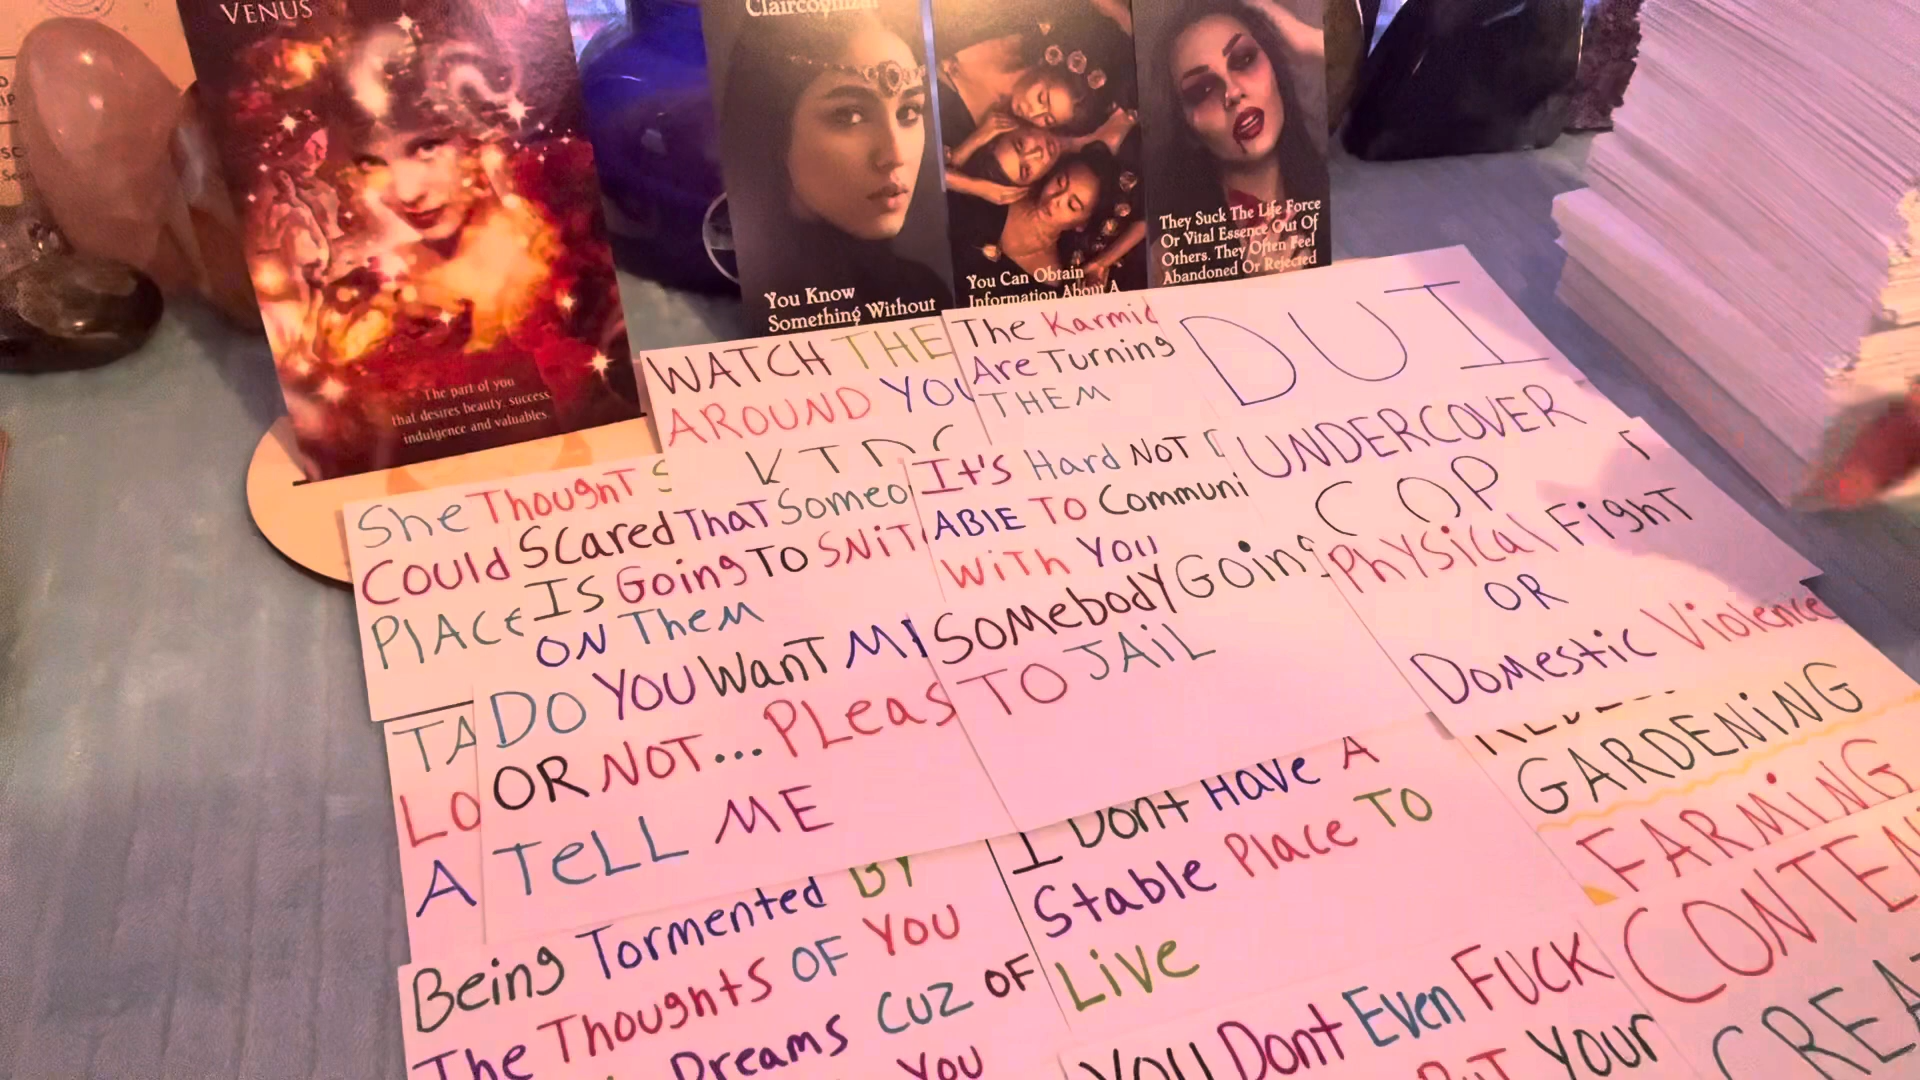 VENUS
The part of you
that desires beauty, success,
indulgence and valuables
You Know
Something Without
You Can Obtain
Information About A
They Suck The Life Force
Or Vital Essence Out Of
Others. They Often Feel
Abandoned Or Rejected
WATCH THE
AROUND YOU
The Karmic
Are Turning
THEM
DUI
UNDERCOVER
COP
She Thought
Could
PLACE
Scared That Someo
IS Going TO SNIT
ON Them
It's Hard NOT
ABLE TO Communi
WITH YOU
Physical Fight
OR
Domestic Violence
Somebody Going
TO JAIL
DO YOU WanT
OR NOT... PLeas
TeLL ME
TA
LO
A
GARDENiNG
FARMiNG
CONTEN
CREA
I Dont Have A
Stable Place TO
Live
Being Tormented BY
The Thoughts OF YOU
Dreams CUZ OF
YOU
YOU Dont Even FUCK
Your